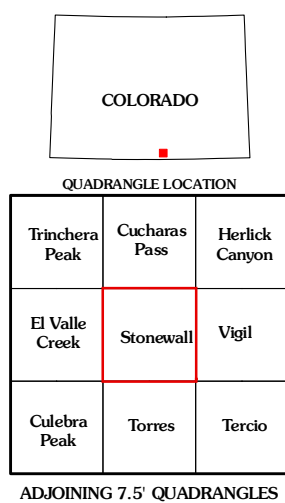 COLORADO
QUADRANGLE LOCATION
Trinchera
Peak
Cucharas
Pass
Herlick
Canyon
El Valle
Creek
Stonewall
Vigil
Culebra
Peak
Torres
Tercio
ADJOINING 7.5' QUADRANGLES